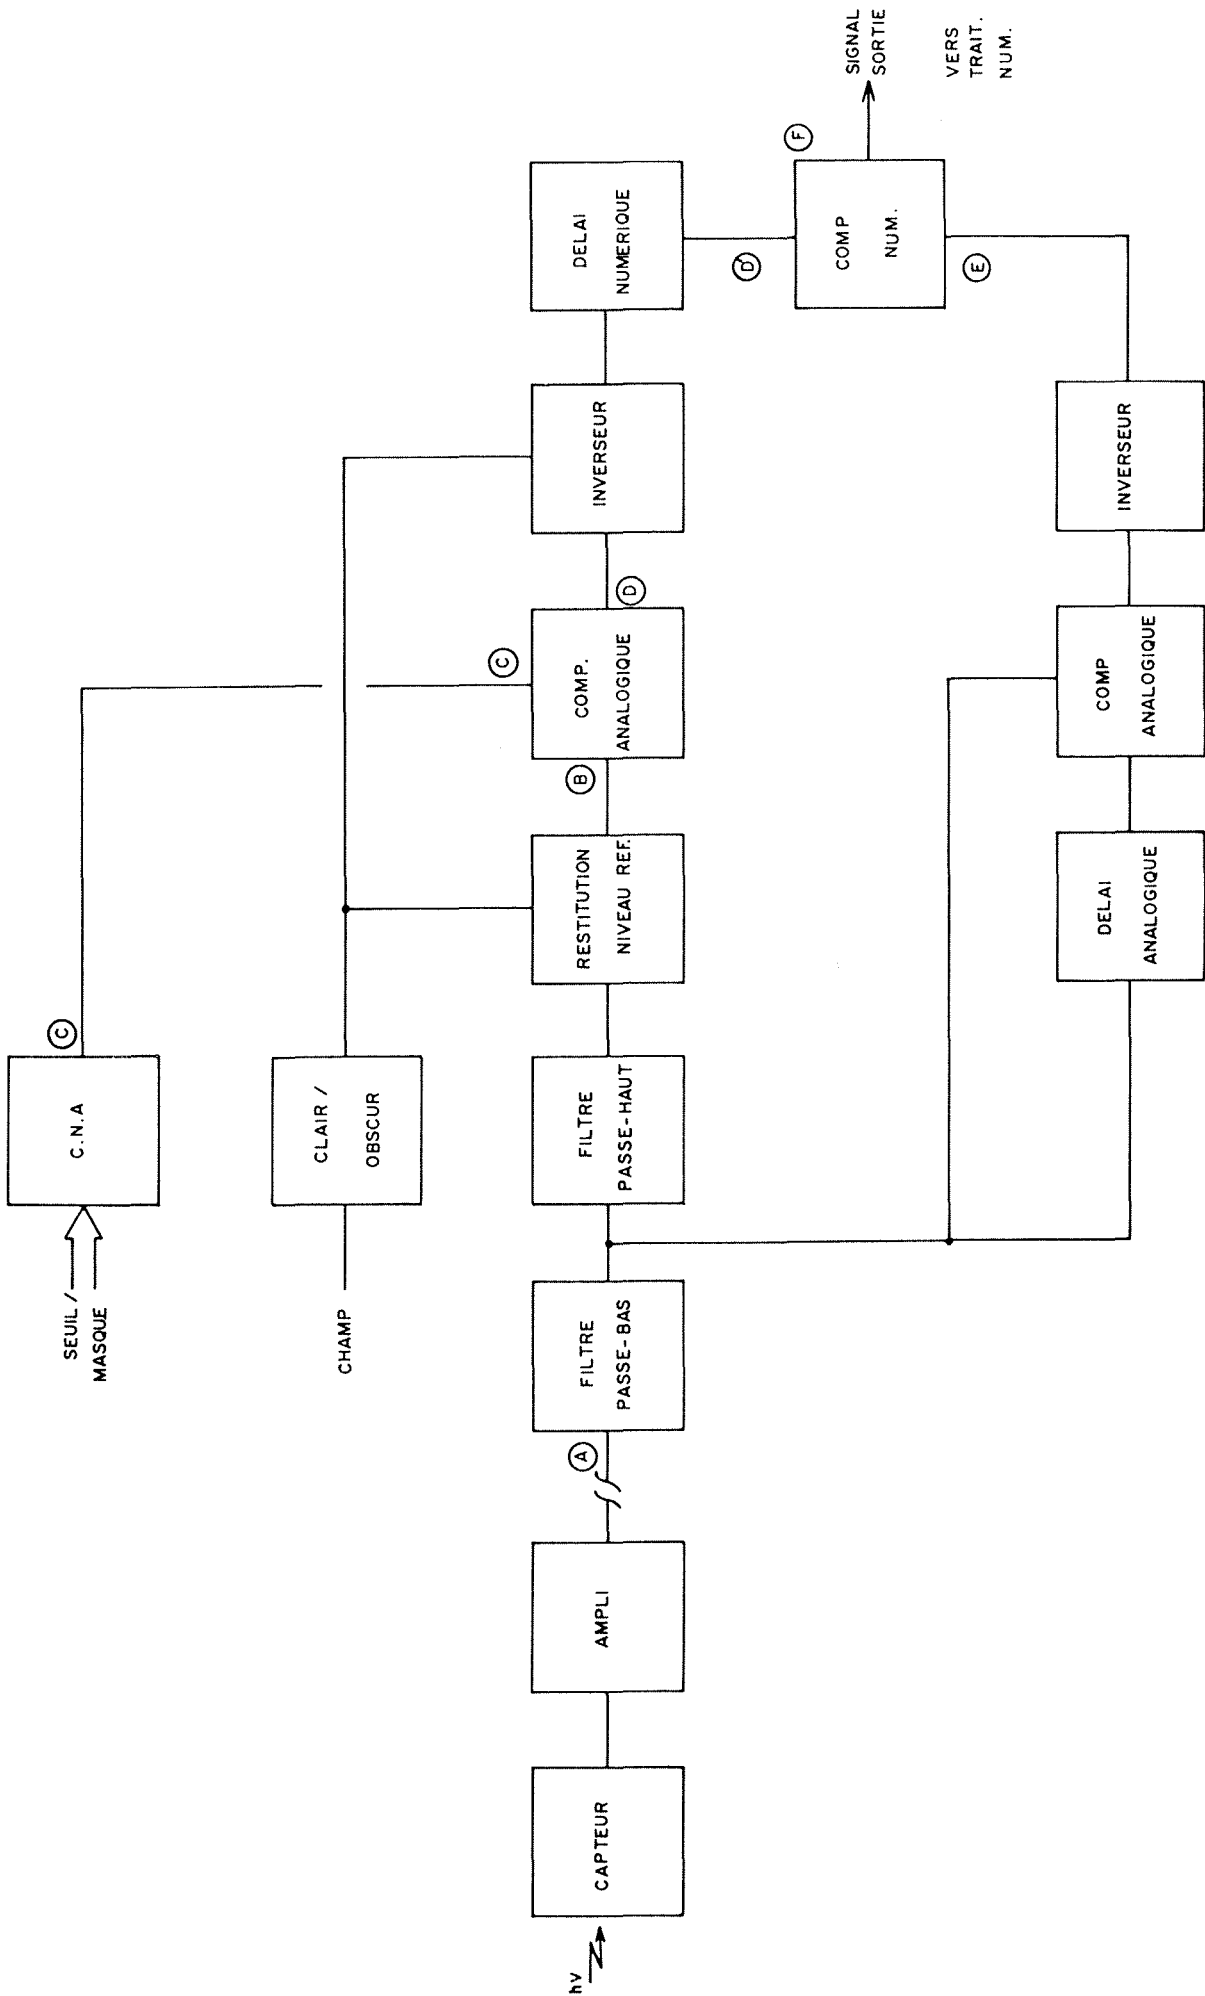 SEUIL /
MASQUE
C.N.A
C
CHAMP
CLAIR /
OBSCUR
hν
CAPTEUR
AMPLI
A
FILTRE
PASSE-BAS
FILTRE
PASSE-HAUT
RESTITUTION
NIVEAU REF.
B
COMP.
ANALOGIQUE
C
D
INVERSEUR
DELAI
NUMERIQUE
D'
COMP
NUM.
F
E
SIGNAL
SORTIE
VERS
TRAIT.
NUM.
DELAI
ANALOGIQUE
COMP
ANALOGIQUE
INVERSEUR